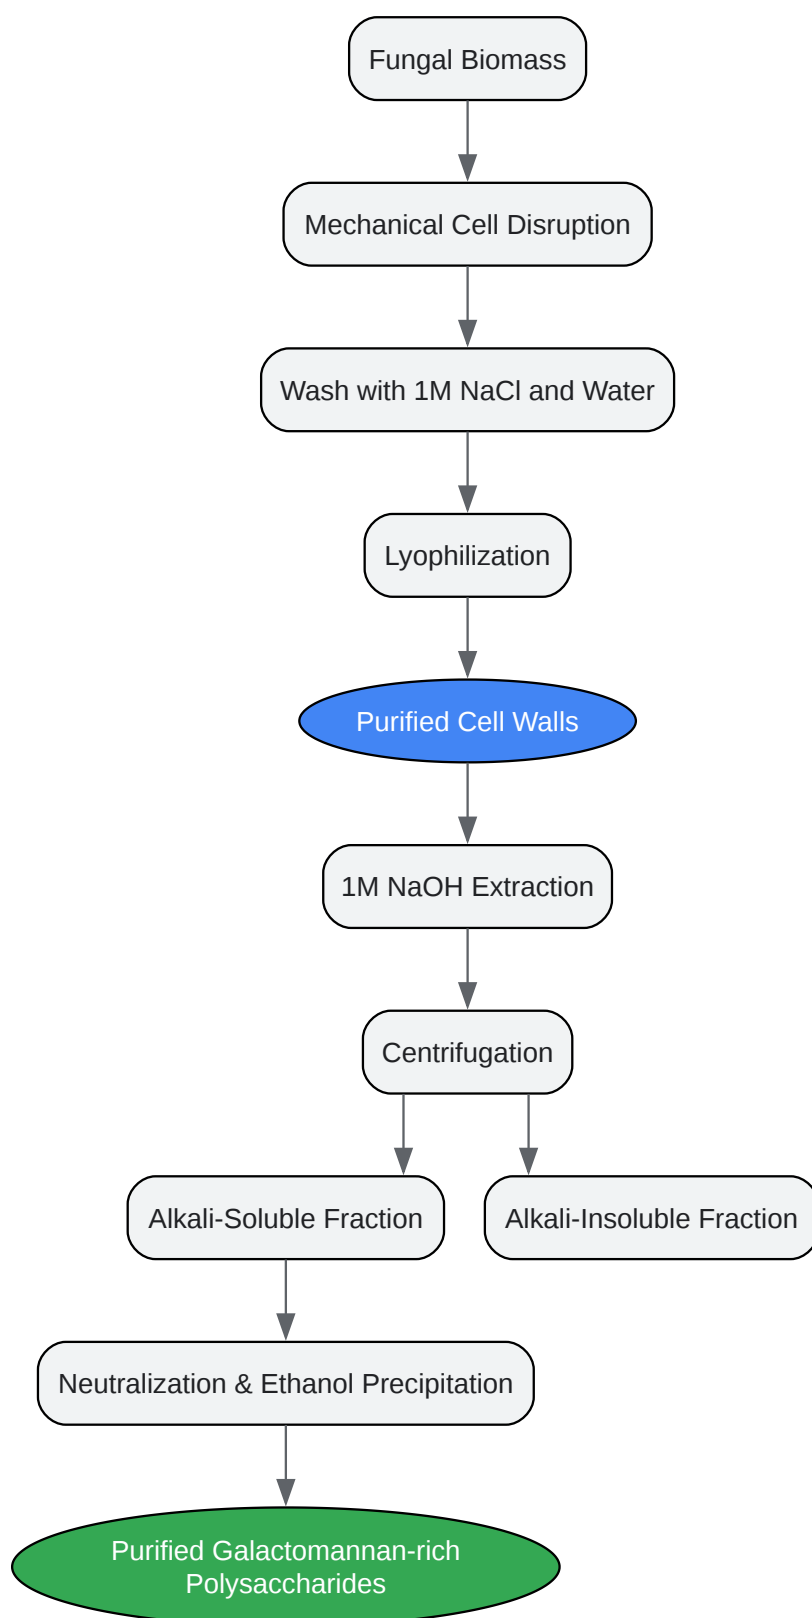 Fungal Biomass
Mechanical Cell Disruption
Wash with 1M NaCl and Water
Lyophilization
Purified Cell Walls
1M NaOH Extraction
Centrifugation
Alkali-Soluble Fraction
Alkali-Insoluble Fraction
Neutralization & Ethanol Precipitation
Purified Galactomannan-rich
Polysaccharides